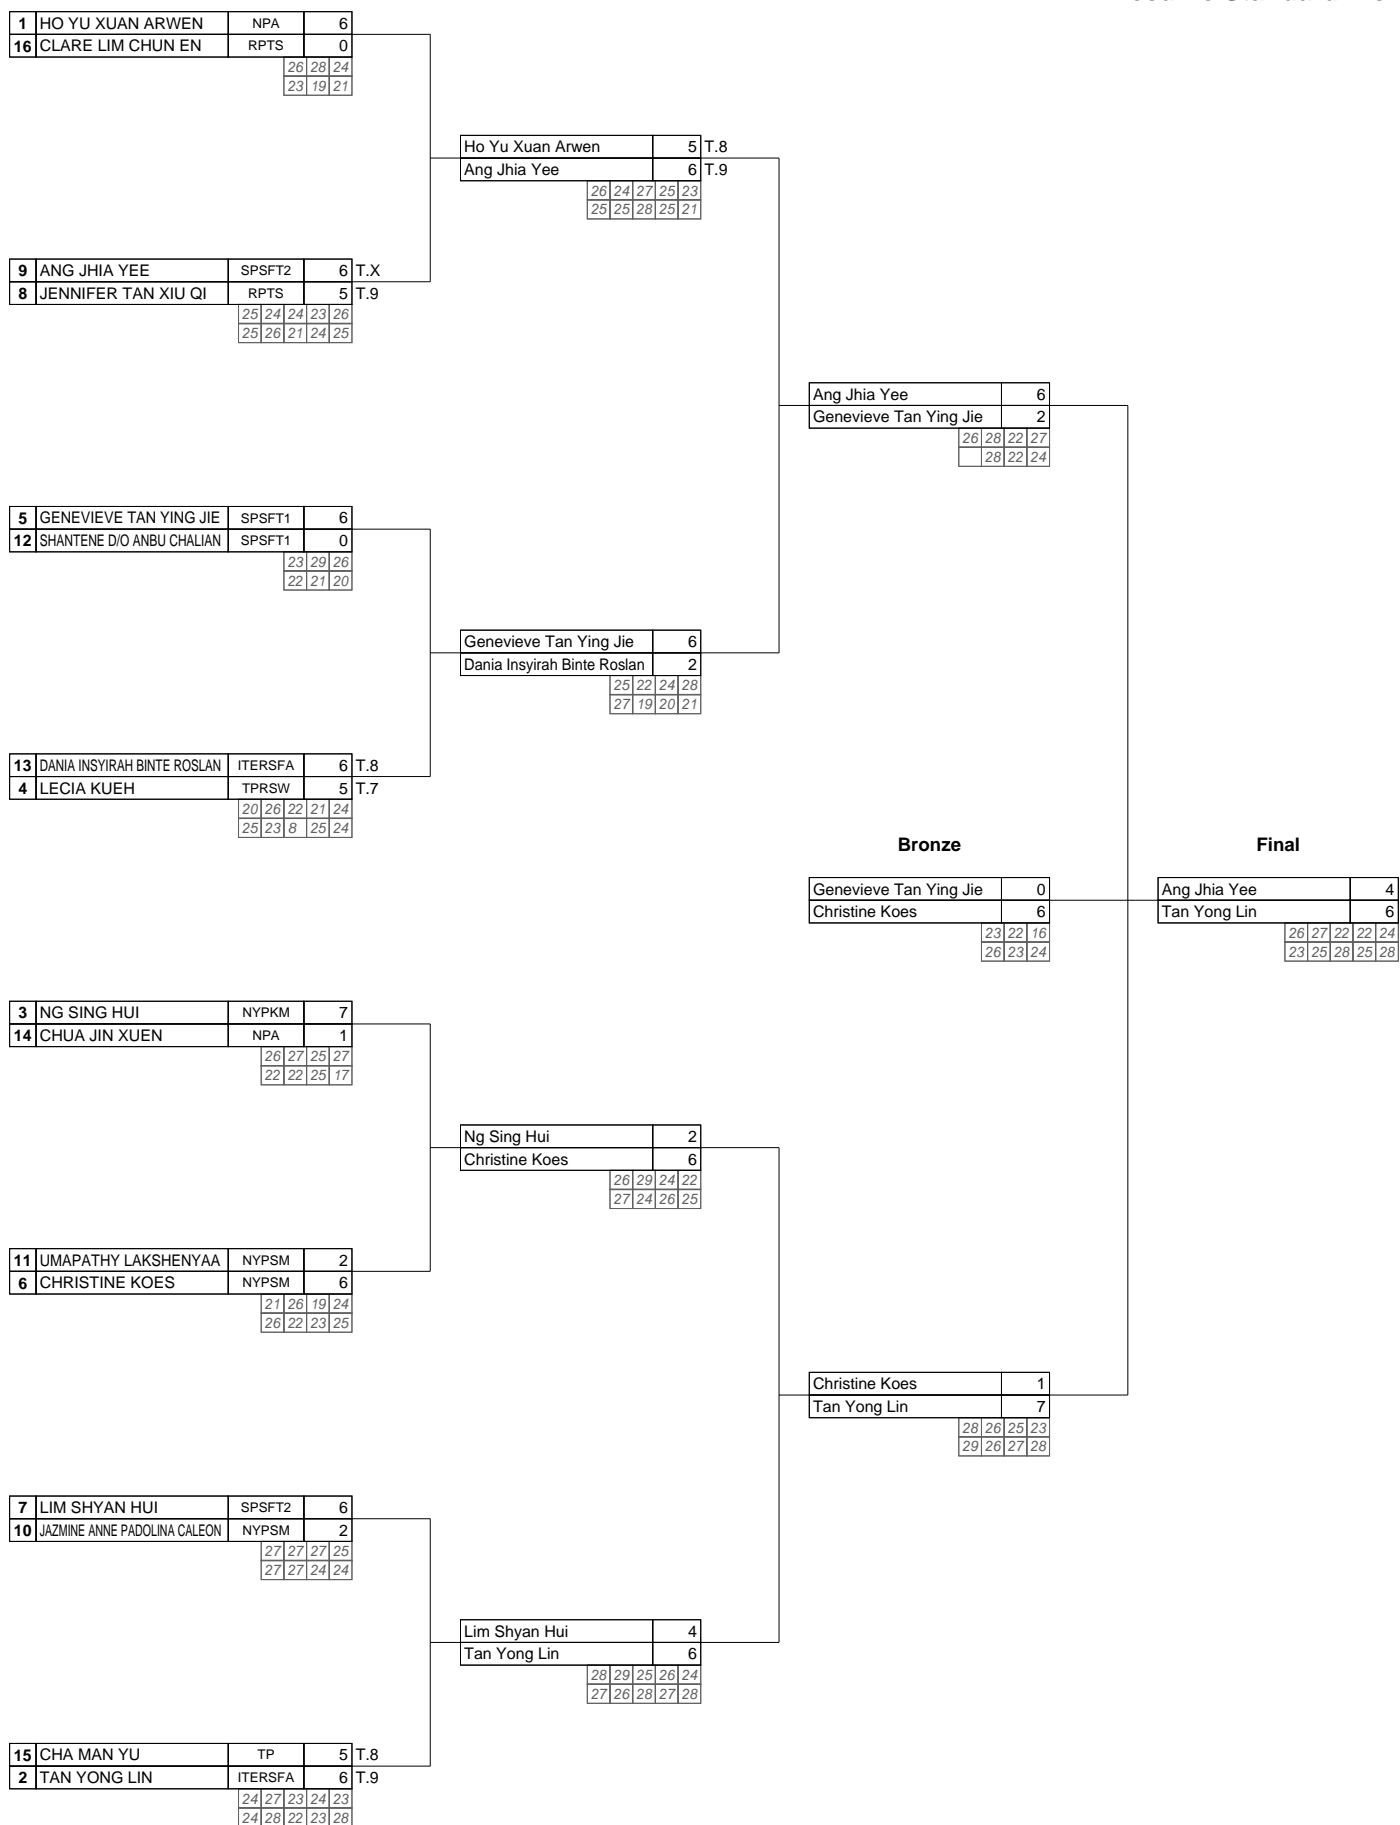 1 HO YU XUAN ARWEN NPA 6
16 CLARE LIM CHUN EN RPTS 0
26 28 24
23 19 21
Ho Yu Xuan Arwen 5 T.8
Ang Jhia Yee 6 T.9
26 24 27 25 23
25 25 28 25 21
9 ANG JHIA YEE SPSFT2 6 T.X
8 JENNIFER TAN XIU QI RPTS 5 T.9
25 24 24 23 26
25 26 21 24 25
Ang Jhia Yee 6
Genevieve Tan Ying Jie 2
26 28 22 27
28 22 24
5 GENEVIEVE TAN YING JIE SPSFT1 6
12 SHANTENE D/O ANBU CHALIAN SPSFT1 0
23 29 26
22 21 20
Genevieve Tan Ying Jie 6
Dania Insyirah Binte Roslan 2
25 22 24 28
27 19 20 21
13 DANIA INSYIRAH BINTE ROSLAN ITERSFA 6 T.8
4 LECIA KUEH TPRSW 5 T.7
20 26 22 21 24
25 23 8 25 24
Bronze Final
Genevieve Tan Ying Jie 0
Christine Koes 6
23 22 16
26 23 24
Ang Jhia Yee 4
Tan Yong Lin 6
26 27 22 22 24
23 25 28 25 28
3 NG SING HUI NYPKM 7
14 CHUA JIN XUEN NPA 1
26 27 25 27
22 22 25 17
Ng Sing Hui 2
Christine Koes 6
26 29 24 22
27 24 26 25
11 UMAPATHY LAKSHENYAA NYPSM 2
6 CHRISTINE KOES NYPSM 6
21 26 19 24
26 22 23 25
Christine Koes 1
Tan Yong Lin 7
28 26 25 23
29 26 27 28
7 LIM SHYAN HUI SPSFT2 6
10 JAZMINE ANNE PADOLINA CALEON NYPSM 2
27 27 27 25
27 27 24 24
Lim Shyan Hui 4
Tan Yong Lin 6
28 29 25 26 24
27 26 28 27 28
15 CHA MAN YU TP 5 T.8
2 TAN YONG LIN ITERSFA 6 T.9
24 27 23 24 23
24 28 22 23 28